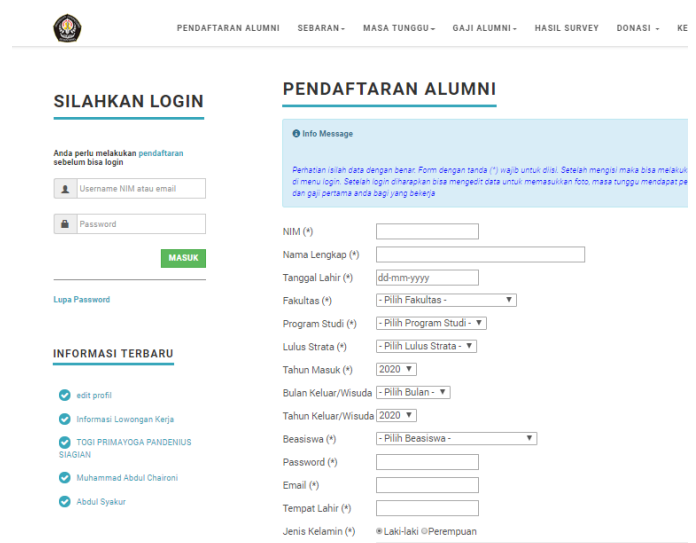 PENDAFTARAN ALUMNI SEBARAN MASA TUNGGU GAJI ALUMNI HASIL SURVEY DONASI KE
SILAHKAN LOGIN
Anda perlu melakukan pendaftaran
sebelum bisa login
Username NIM atau email
Password
MASUK
Lupa Password
INFORMASI TERBARU
edit profil
Informasi Lowongan Kerja
TOGI PRIMAYOGA PANDENIUS
SIAGIAN
Muhammad Abdul Chaironi
Abdul Syakur
PENDAFTARAN ALUMNI
Info Message
Perhatian isilah data dengan benar. Form dengan tanda (*) wajib untuk diisi. Setelah mengisi maka bisa melakuk
di menu login. Setelah login diharapkan bisa mengedit data untuk memasukkan foto, masa tunggu mendapat pe
dan gaji pertama anda bagi yang bekerja
NIM (*)
Nama Lengkap (*)
Tanggal Lahir (*) dd-mm-yyyy
Fakultas (*) - Pilih Fakultas -
Program Studi (*) - Pilih Program Studi -
Lulus Strata (*) - Pilih Lulus Strata -
Tahun Masuk (*) 2020
Bulan Keluar/Wisuda - Pilih Bulan -
Tahun Keluar/Wisuda 2020
Beasiswa (*) - Pilih Beasiswa -
Password (*)
Email (*)
Tempat Lahir (*)
Jenis Kelamin (*) Laki-laki Perempuan